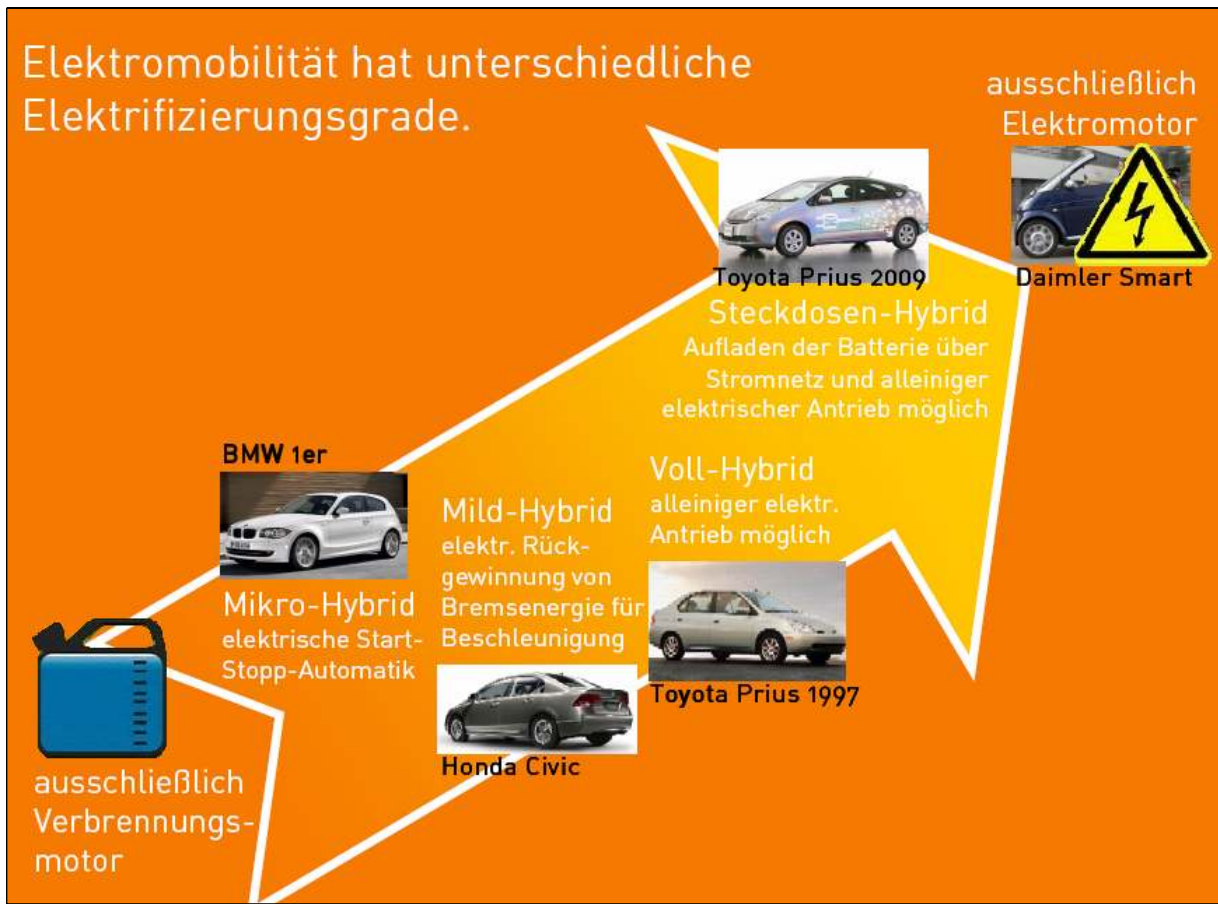 Elektromobilität hat unterschiedliche
Elektrifizierungsgrade.
ausschließlich
Elektromotor
Toyota Prius 2009
Daimler Smart
Steckdosen-Hybrid
Aufladen der Batterie über
Stromnetz und alleiniger
elektrischer Antrieb möglich
BMW 1er
Mikro-Hybrid
elektrische Start-
Stopp-Automatik
Mild-Hybrid
elektr. Rück-
gewinnung von
Bremsenergie für
Beschleunigung
Honda Civic
Voll-Hybrid
alleiniger elektr.
Antrieb möglich
Toyota Prius 1997
ausschließlich
Verbrennungs-
motor